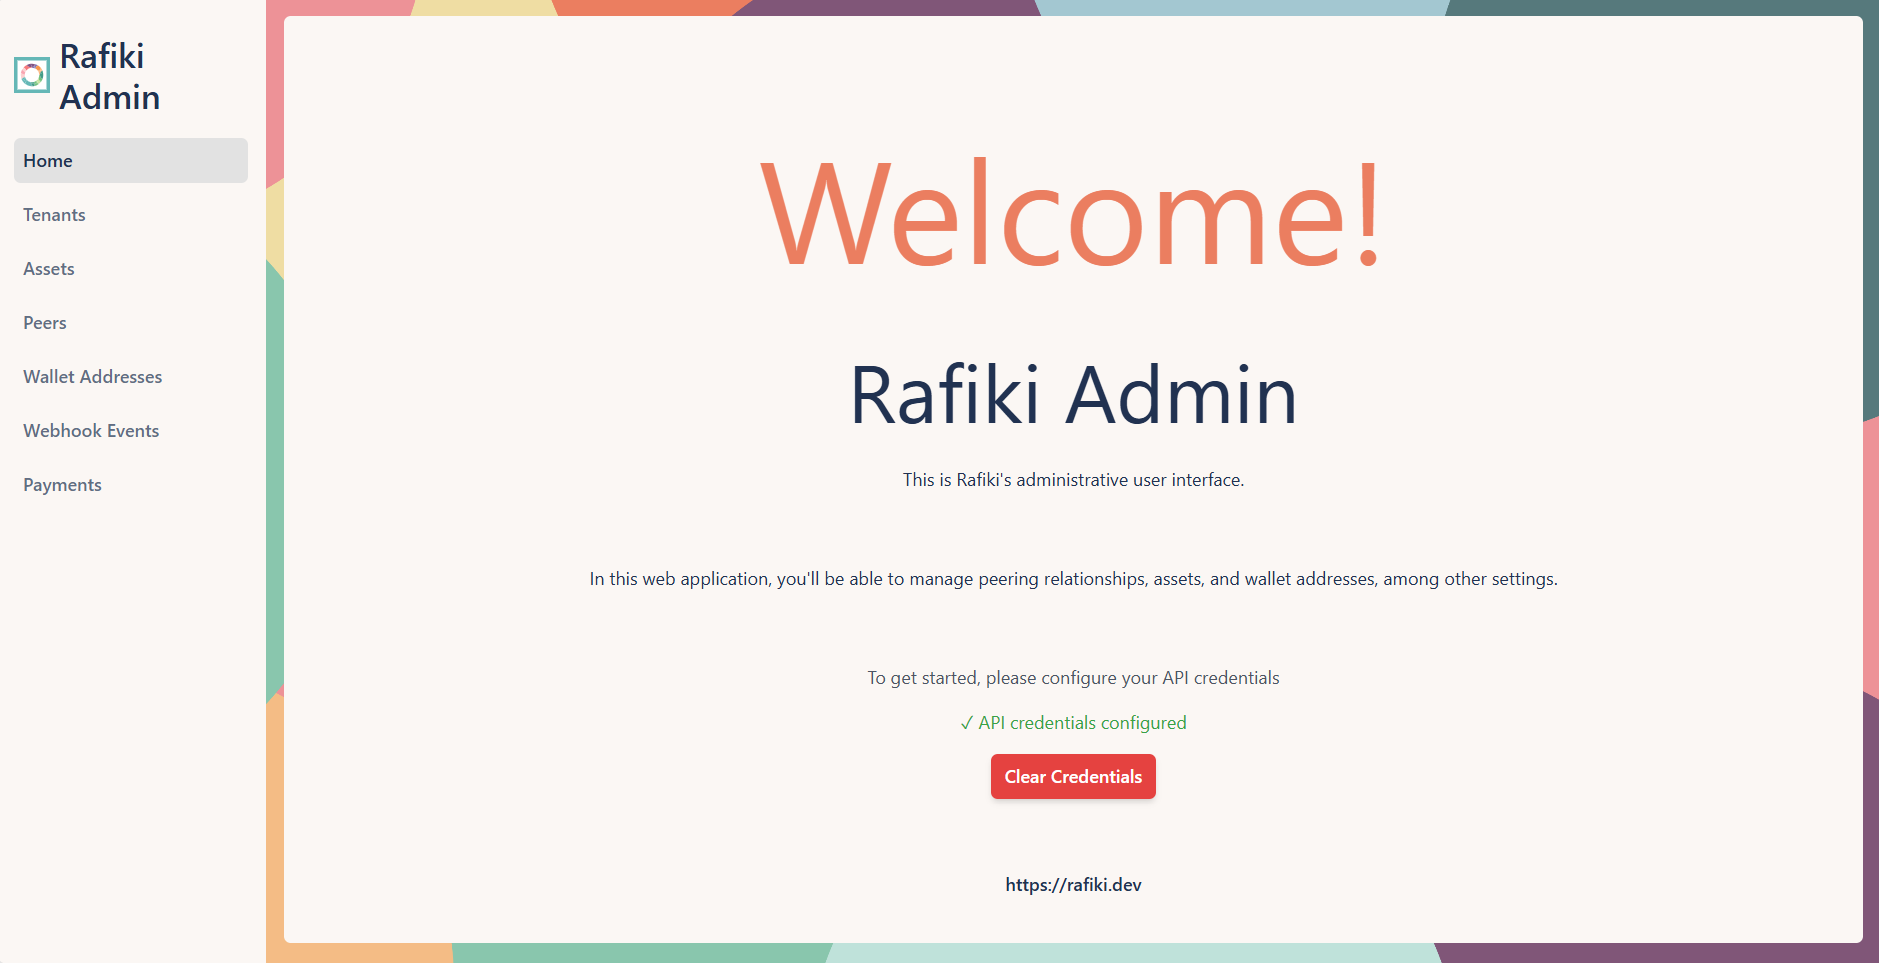 Rafiki
Admin
Home
Tenants
Assets
Peers
Wallet Addresses
Webhook Events
Payments
Welcome!
Rafiki Admin
This is Rafiki's administrative user interface.
In this web application, you'll be able to manage peering relationships, assets, and wallet addresses, among other settings.
To get started, please configure your API credentials
✓ API credentials configured
Clear Credentials
https://rafiki.dev